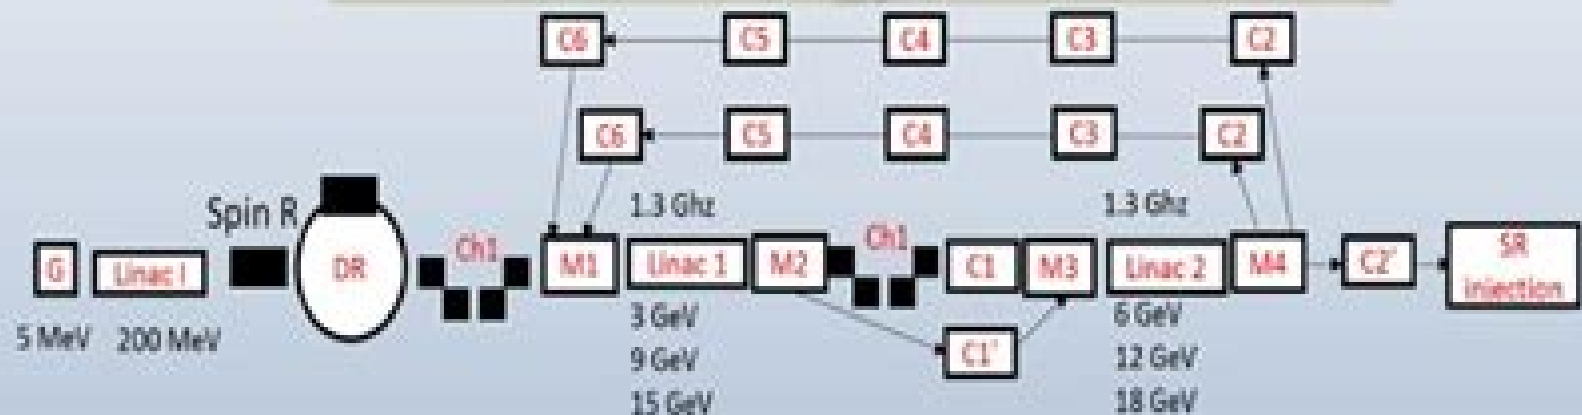 C6 C5 C4 C3 C2
C6 C5 C4 C3 C2
Spin R 1.3 Ghz 1.3 Ghz
G Linac I DR Ch1 M1 Linac 1 M2 Ch1 C1 M3 Linac 2 M4 C2' SR
injection
5 MeV 200 MeV 3 GeV 6 GeV
9 GeV C1' 12 GeV
15 GeV 18 GeV